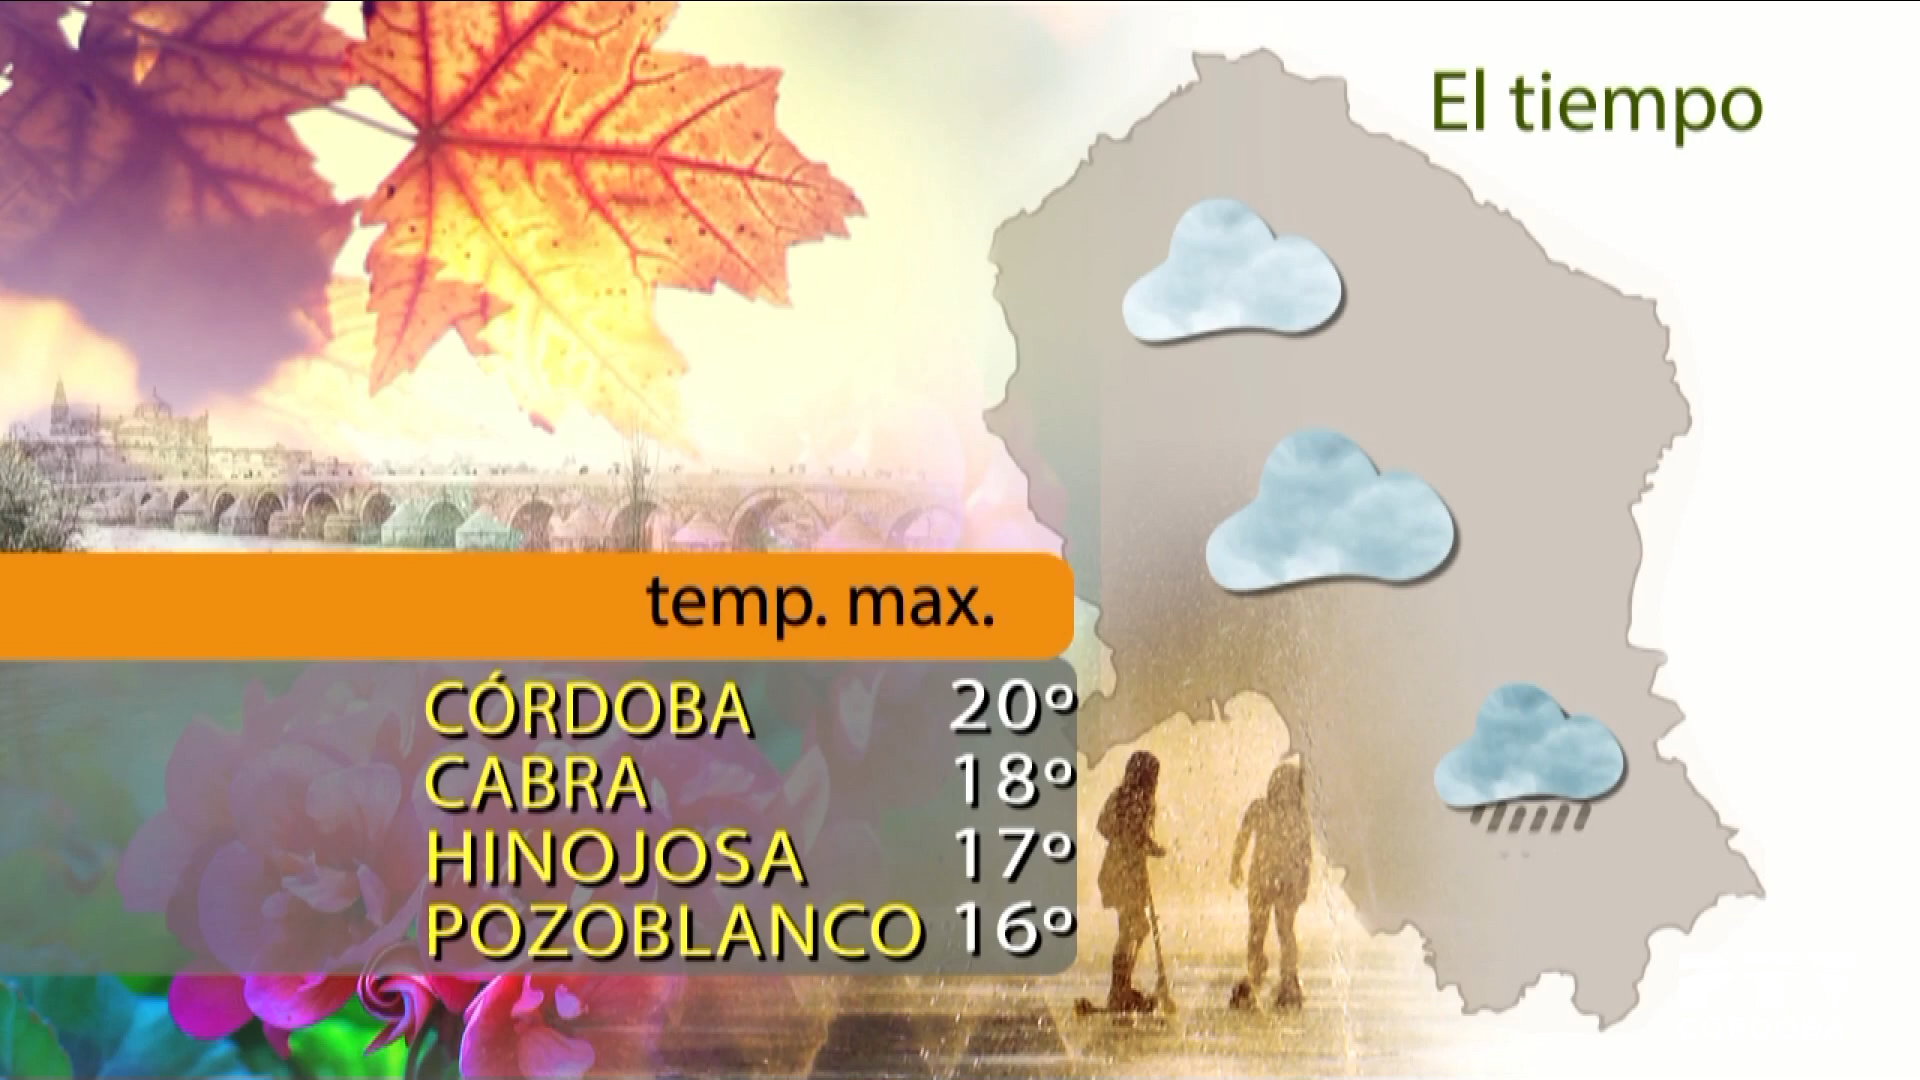 El tiempo
temp. max.
CÓRDOBA 20º
CABRA 18º
HINOJOSA 17º
POZOBLANCO 16º